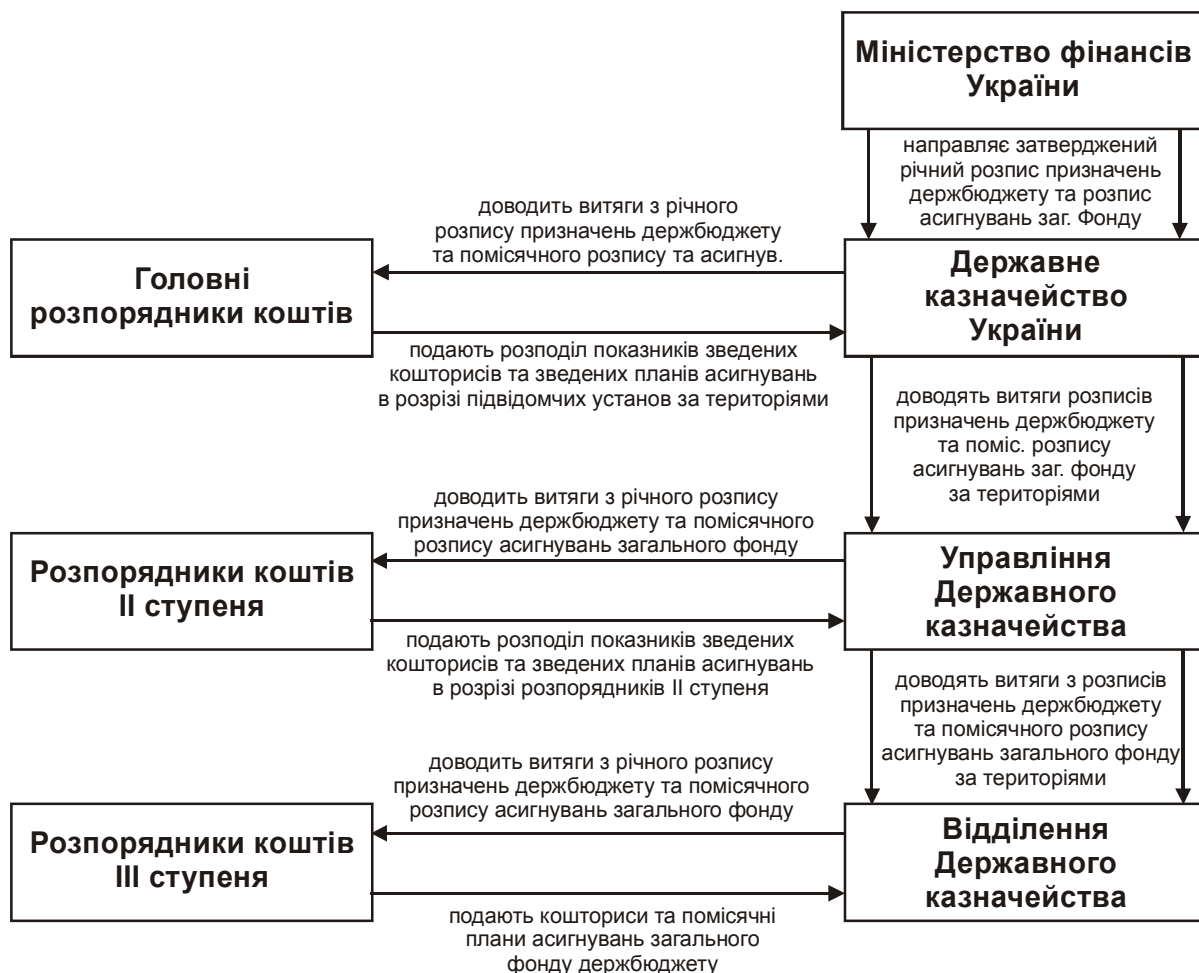 Міністерство фінансів
України
направляє затверджений
річний розпис призначень
держбюджету та розпис
асигнувань заг. Фонду
доводить витяги з річного
розпису призначень держбюджету
та помісячного розпису та асигнув.
Головні
розпорядники коштів
Державне
казначейство
України
подають розподіл показників зведених
кошторисів та зведених планів асигнувань
в розрізі підвідомчих установ за територіями
доводять витяги розписів
призначень держбюджету
та поміс. розпису
асигнувань заг. фонду
за територіями
доводить витяги з річного розпису
призначень держбюджету та помісячного
розпису асигнувань загального фонду
Розпорядники коштів
ІІ ступеня
Управління
Державного
казначейства
подають розподіл показників зведених
кошторисів та зведених планів асигнувань
в розрізі розпорядників ІІ ступеня
доводять витяги з розписів
призначень держбюджету
та помісячного розпису
асигнувань загального фонду
за територіями
доводить витяги з річного розпису
призначень держбюджету та помісячного
розпису асигнувань загального фонду
Розпорядники коштів
ІІІ ступеня
Відділення
Державного
казначейства
подають кошториси та помісячні
плани асигнувань загального
фонду держбюджету